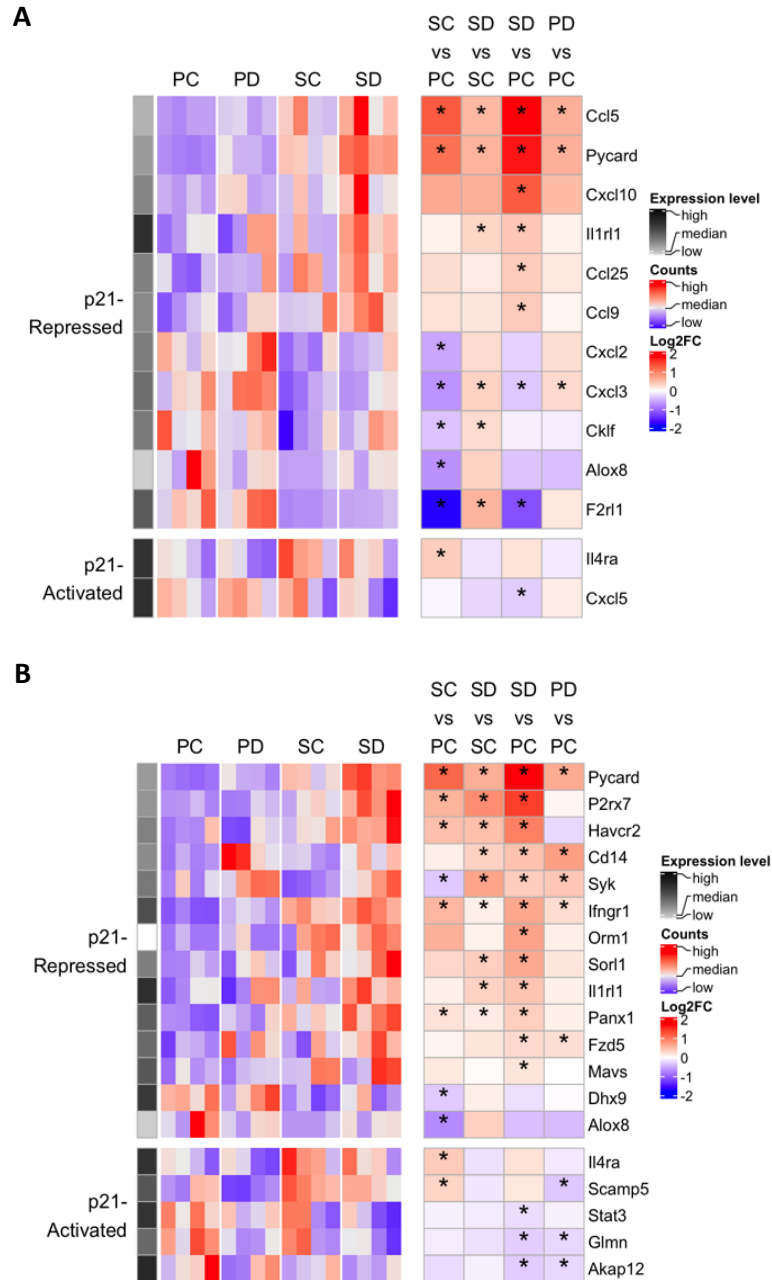 A
SC SD SD PD
vs vs vs vs
PC PD SC SD PC SC PC PC
* * * * Ccl5
* * * * Pycard
* Cxcl10
* * Il1rl1
* Ccl25
* Ccl9
* Cxcl2
* * * * Cxcl3
* * Cklf
* Alox8
* * * F2rl1
p21-
Repressed
* Il4ra
* Cxcl5
p21-
Activated
Expression level
high
median
low
Counts
high
median
low
Log2FC
2
1
0
-1
-2
B
SC SD SD PD
vs vs vs vs
PC PD SC SD PC SC PC PC
* * * * Pycard
* * * P2rx7
* * * Havcr2
* * * Cd14
* * * * Syk
* * * * Ifngr1
* Orm1
* * Sorl1
* * Il1rl1
* * * Panx1
* * Fzd5
* Mavs
* Dhx9
* Alox8
p21-
Repressed
* Il4ra
* * Scamp5
* Stat3
* * Glmn
* * Akap12
p21-
Activated
Expression level
high
median
low
Counts
high
median
low
Log2FC
2
1
0
-1
-2